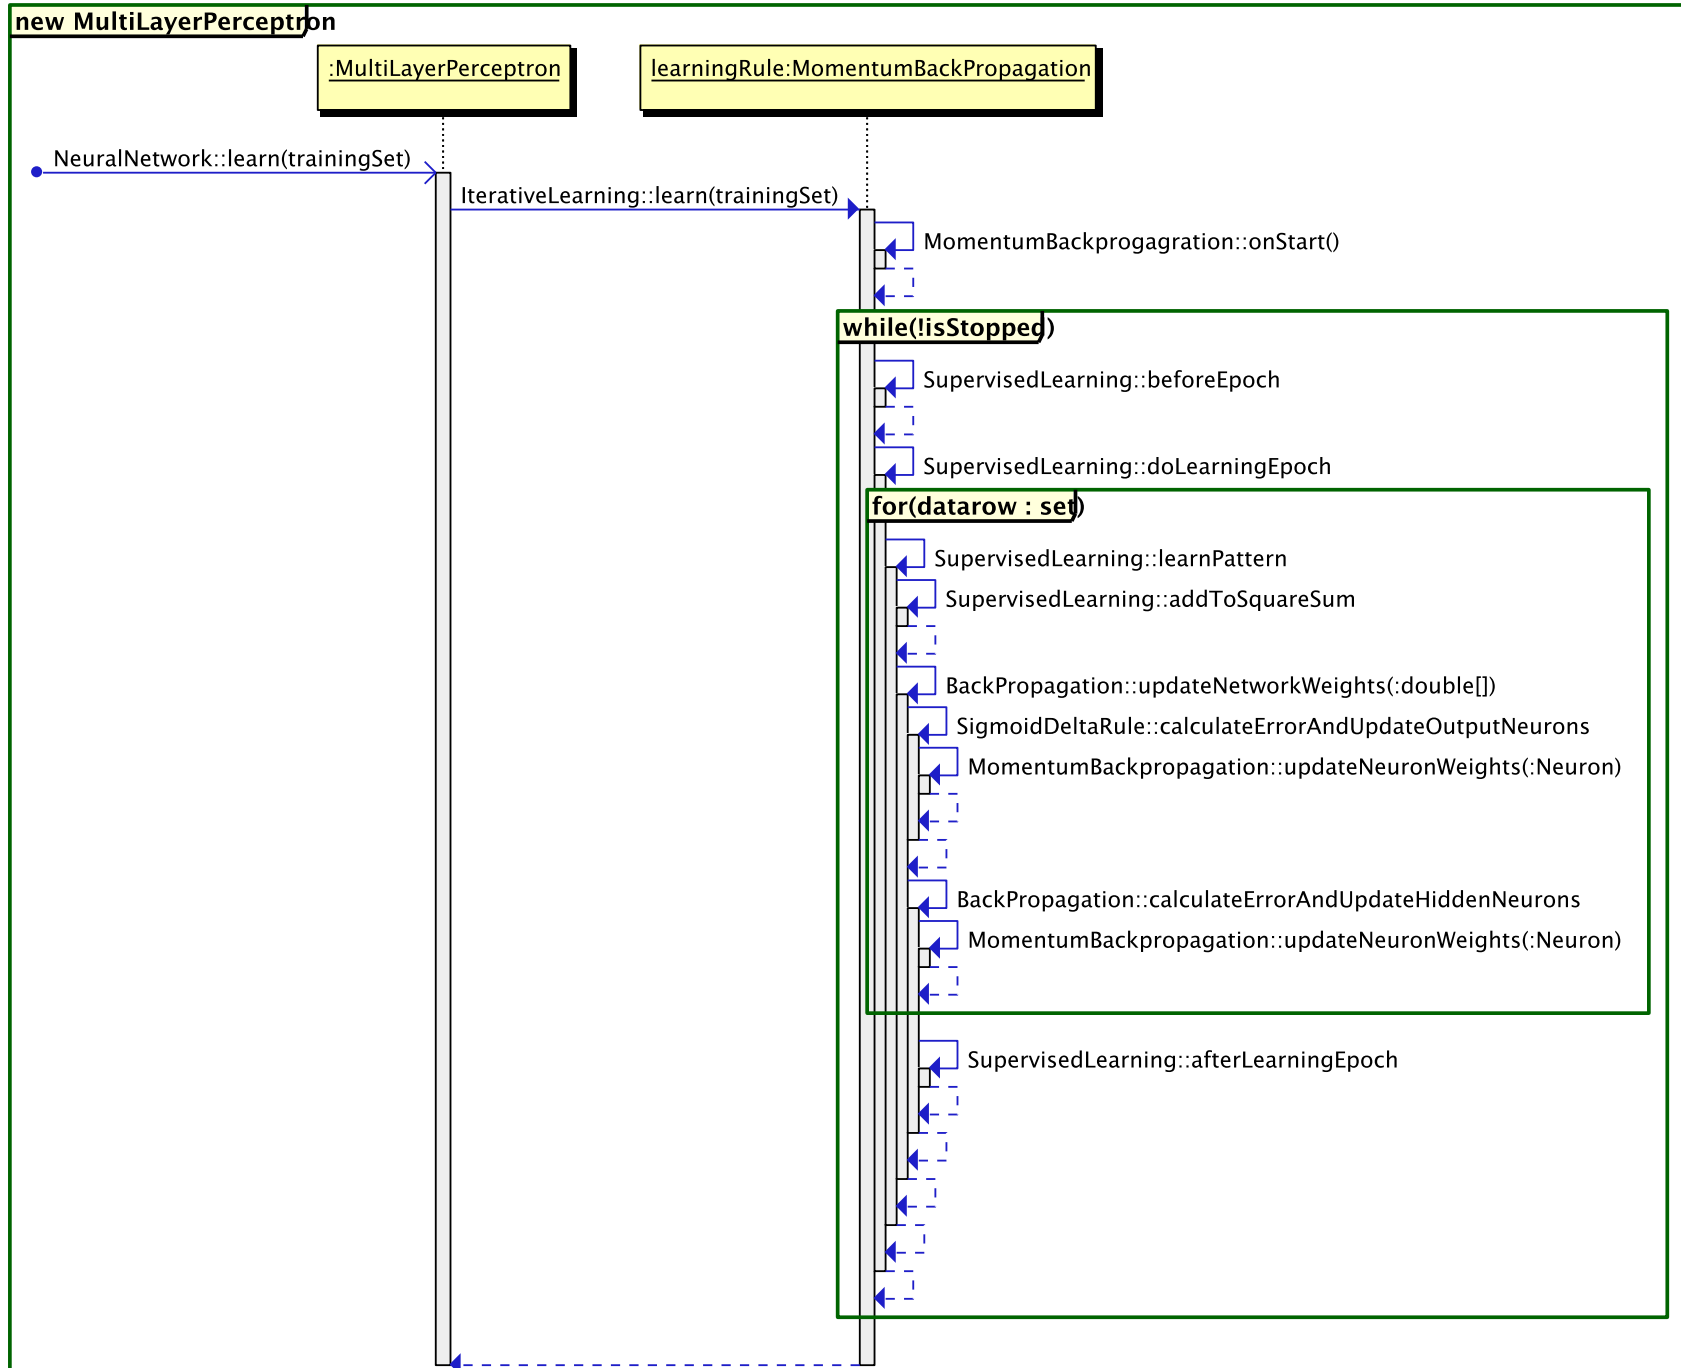 new MultiLayerPerceptron
:MultiLayerPerceptron
learningRule:MomentumBackPropagation
NeuralNetwork::learn(trainingSet)
IterativeLearning::learn(trainingSet)
MomentumBackprogagration::onStart()
while(!isStopped)
SupervisedLearning::beforeEpoch
SupervisedLearning::doLearningEpoch
for(datarow : set)
SupervisedLearning::learnPattern
SupervisedLearning::addToSquareSum
BackPropagation::updateNetworkWeights(:double[])
SigmoidDeltaRule::calculateErrorAndUpdateOutputNeurons
MomentumBackpropagation::updateNeuronWeights(:Neuron)
BackPropagation::calculateErrorAndUpdateHiddenNeurons
MomentumBackpropagation::updateNeuronWeights(:Neuron)
SupervisedLearning::afterLearningEpoch